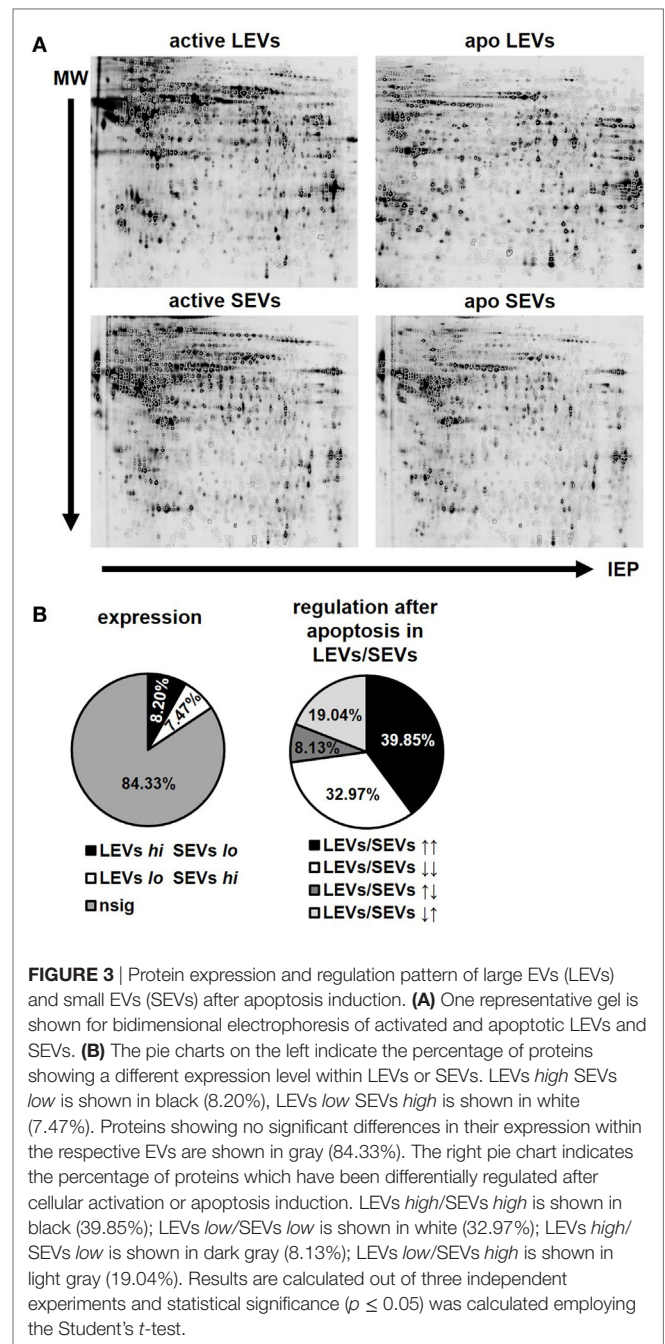 A
active LEVs
apo LEVs
MW
active SEVs
apo SEVs
IEP
B
expression
8.20%
7.47%
84.33%
LEVs hi SEVs lo
LEVs lo SEVs hi
nsig
regulation after
apoptosis in
LEVs/SEVs
19.04%
39.85%
8.13%
32.97%
LEVs/SEVs ↑↑
LEVs/SEVs ↓↓
LEVs/SEVs ↑↓
LEVs/SEVs ↓↑
FIGURE 3 | Protein expression and regulation pattern of large EVs (LEVs)
and small EVs (SEVs) after apoptosis induction. (A) One representative gel is
shown for bidimensional electrophoresis of activated and apoptotic LEVs and
SEVs. (B) The pie charts on the left indicate the percentage of proteins
showing a different expression level within LEVs or SEVs. LEVs high SEVs
low is shown in black (8.20%), LEVs low SEVs high is shown in white
(7.47%). Proteins showing no significant differences in their expression within
the respective EVs are shown in gray (84.33%). The right pie chart indicates
the percentage of proteins which have been differentially regulated after
cellular activation or apoptosis induction. LEVs high/SEVs high is shown in
black (39.85%); LEVs low/SEVs low is shown in white (32.97%); LEVs high/
SEVs low is shown in dark gray (8.13%); LEVs low/SEVs high is shown in
light gray (19.04%). Results are calculated out of three independent
experiments and statistical significance (p ≤ 0.05) was calculated employing
the Student's t-test.